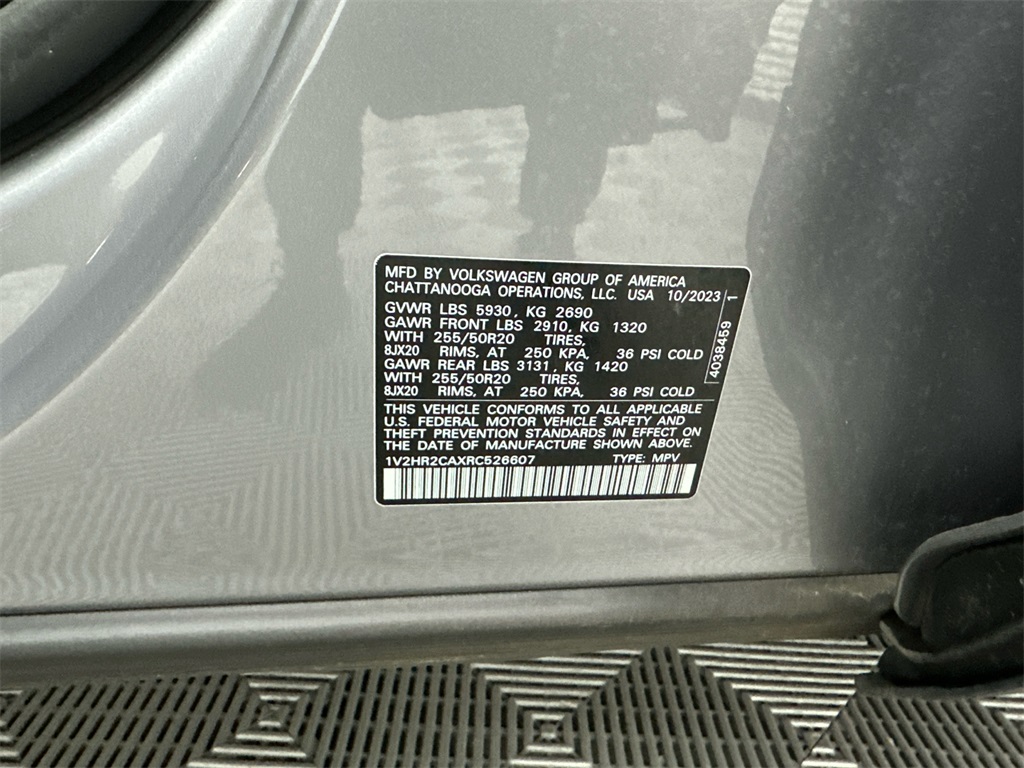 MFD BY VOLKSWAGEN GROUP OF AMERICA
CHATTANOOGA OPERATIONS, LLC. USA 10/2023
GVWR LBS 5930, KG 2690
GAWR FRONT LBS 2910, KG 1320
WITH 255/50R20 TIRES,
8JX20 RIMS, AT 250 KPA, 36 PSI COLD
GAWR REAR LBS 3131, KG 1420
WITH 255/50R20 TIRES,
8JX20 RIMS, AT 250 KPA, 36 PSI COLD
4038459 1
THIS VEHICLE CONFORMS TO ALL APPLICABLE
U.S. FEDERAL MOTOR VEHICLE SAFETY AND
THEFT PREVENTION STANDARDS IN EFFECT ON
THE DATE OF MANUFACTURE SHOWN ABOVE.
1V2HR2CAXRC526607 TYPE: MPV